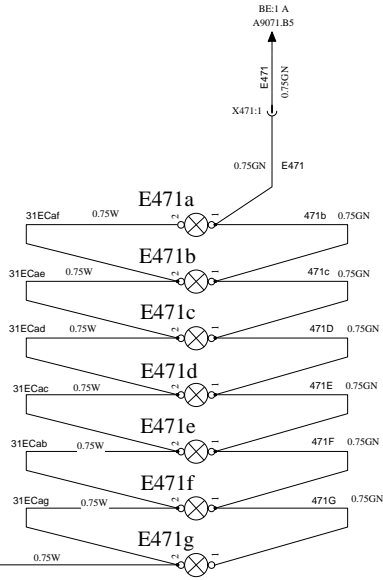 BE:1 A
A9071.B5
E471
0.75GN
X471:1
0.75GN
E471
E471a
31ECaf
0.75W
2
1
471b
0.75GN
E471b
31ECae
0.75W
2
1
471c
0.75GN
E471c
31ECad
0.75W
2
1
471D
0.75GN
E471d
31ECac
0.75W
2
1
471E
0.75GN
E471e
31ECab
0.75W
2
1
471F
0.75GN
E471f
31ECag
0.75W
2
1
471G
0.75GN
E471g
0.75W
2
1